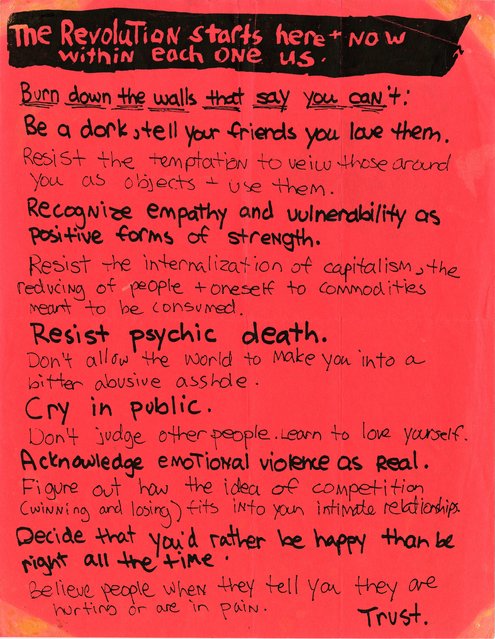 The Revolution starts here + now
within each one us.
Burn down the walls that say you can't:
Be a dork, tell your friends you love them.
Resist the temptation to veiw those around
you as objects + use them.
Recognize empathy and vulnerability as
positive forms of strength.
Resist the internalization of capitalism, the
reducing of people + oneself to commodities
meant to be consumed.
Resist psychic death.
Don't allow the world to make you into a
bitter abusive asshole.
Cry in public.
Don't judge other people. Learn to love yourself.
Acknowledge emotional violence as real.
Figure out how the idea of competition
(winning and losing) fits into your intimate relationships.
Decide that you'd rather be happy than be
right all the time.
Believe people when they tell you they are
hurting or are in pain.
Trust.